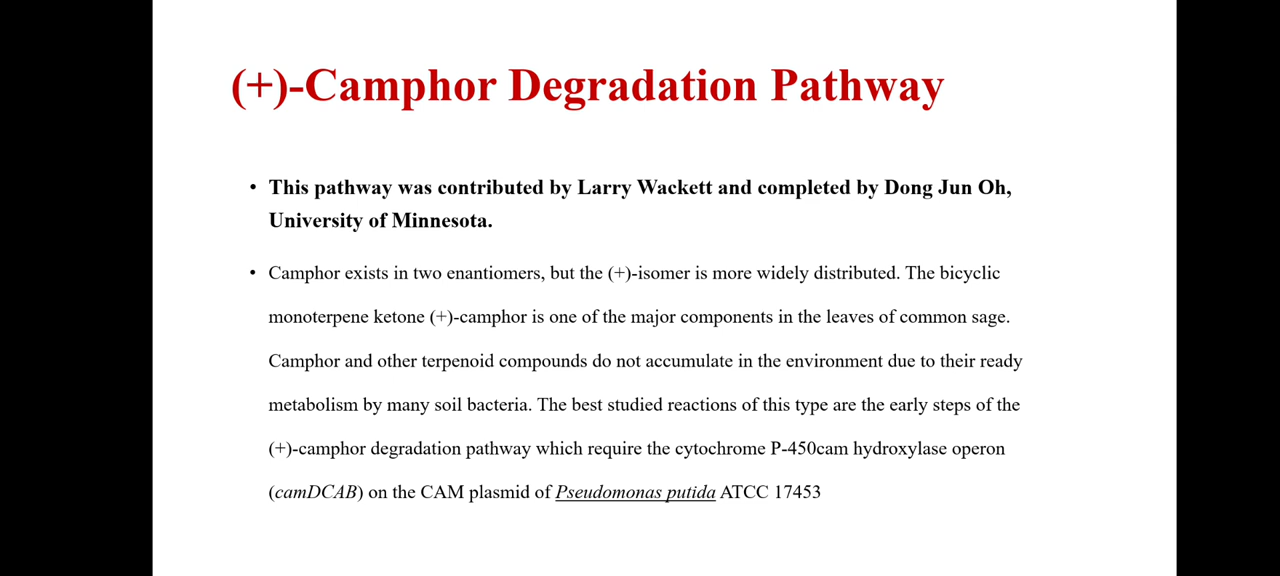 (+)-Camphor Degradation Pathway
• This pathway was contributed by Larry Wackett and completed by Dong Jun Oh,
University of Minnesota.
• Camphor exists in two enantiomers, but the (+)-isomer is more widely distributed. The bicyclic
monoterpene ketone (+)-camphor is one of the major components in the leaves of common sage.
Camphor and other terpenoid compounds do not accumulate in the environment due to their ready
metabolism by many soil bacteria. The best studied reactions of this type are the early steps of the
(+)-camphor degradation pathway which require the cytochrome P-450cam hydroxylase operon
(camDCAB) on the CAM plasmid of Pseudomonas putida ATCC 17453